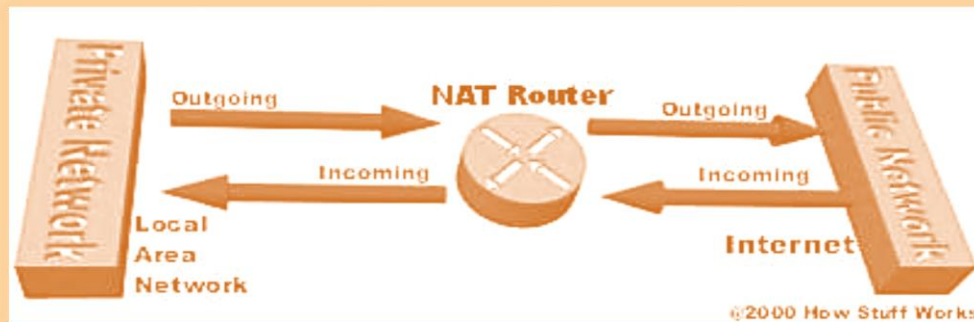 Private Network
Outgoing
NAT Router
Outgoing
Incoming
Incoming
Local
Area
Network
Internet
Public Network
©2000 How Stuff Works